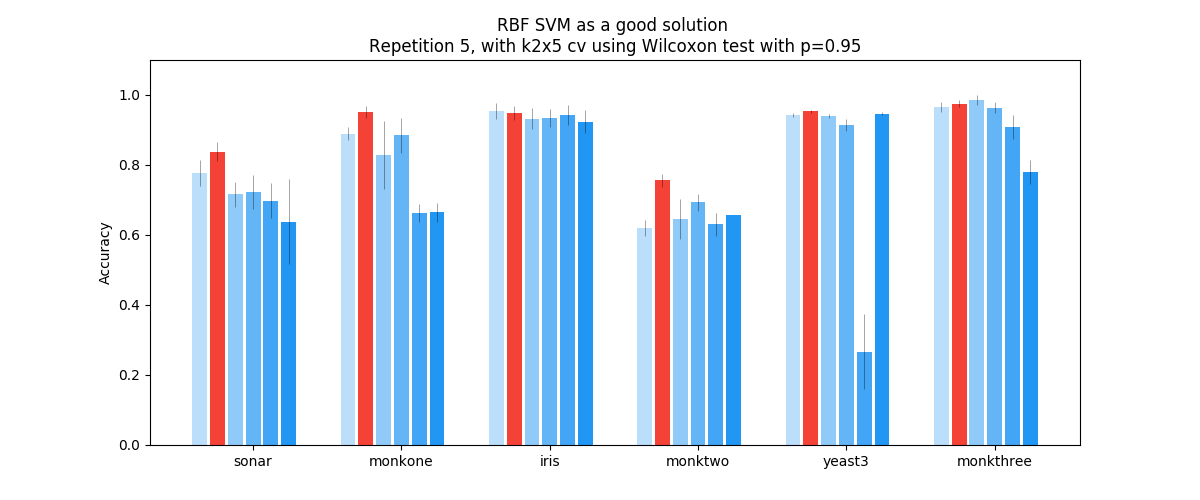 RBF SVM as a good solution
Repetition 5, with k2x5 cv using Wilcoxon test with p=0.95
Accuracy
1.0
0.8
0.6
0.4
0.2
0.0
sonar monkone iris monktwo yeast3 monkthree